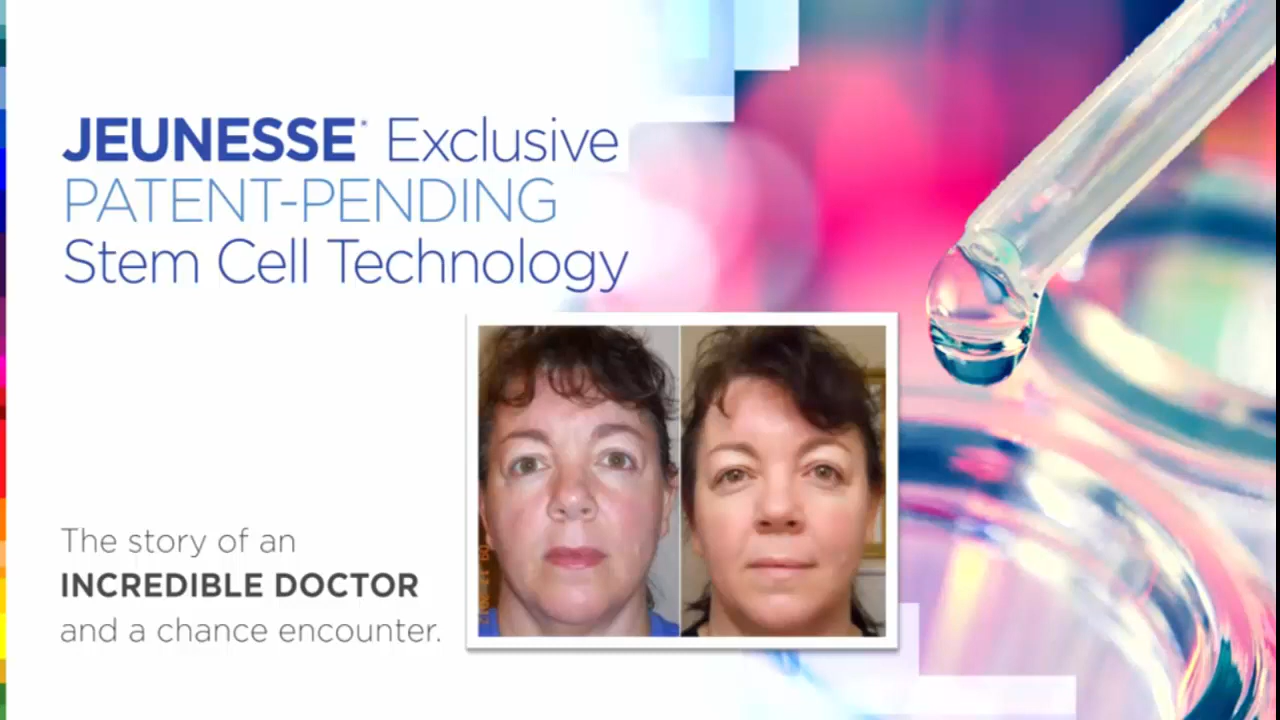 JEUNESSE® Exclusive
PATENT-PENDING
Stem Cell Technology
The story of an
INCREDIBLE DOCTOR
and a chance encounter.